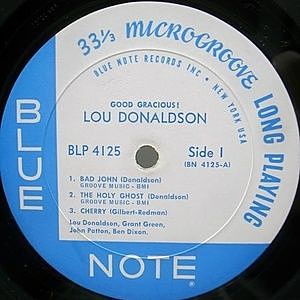 33 1/3 MICROGROOVE LONG PLAYING
BLUE NOTE RECORDS INC • NEW YORK USA
GOOD GRACIOUS!
LOU DONALDSON
BLP 4125
Side 1
(BN 4125-A)
1. BAD JOHN (Donaldson)
GROOVE MUSIC - BMI
2. THE HOLY GHOST (Donaldson)
GROOVE MUSIC - BMI
3. CHERRY (Gilbert-Redman)
Lou Donaldson, Grant Green,
John Patton, Ben Dixon.
BLUE
NOTE®